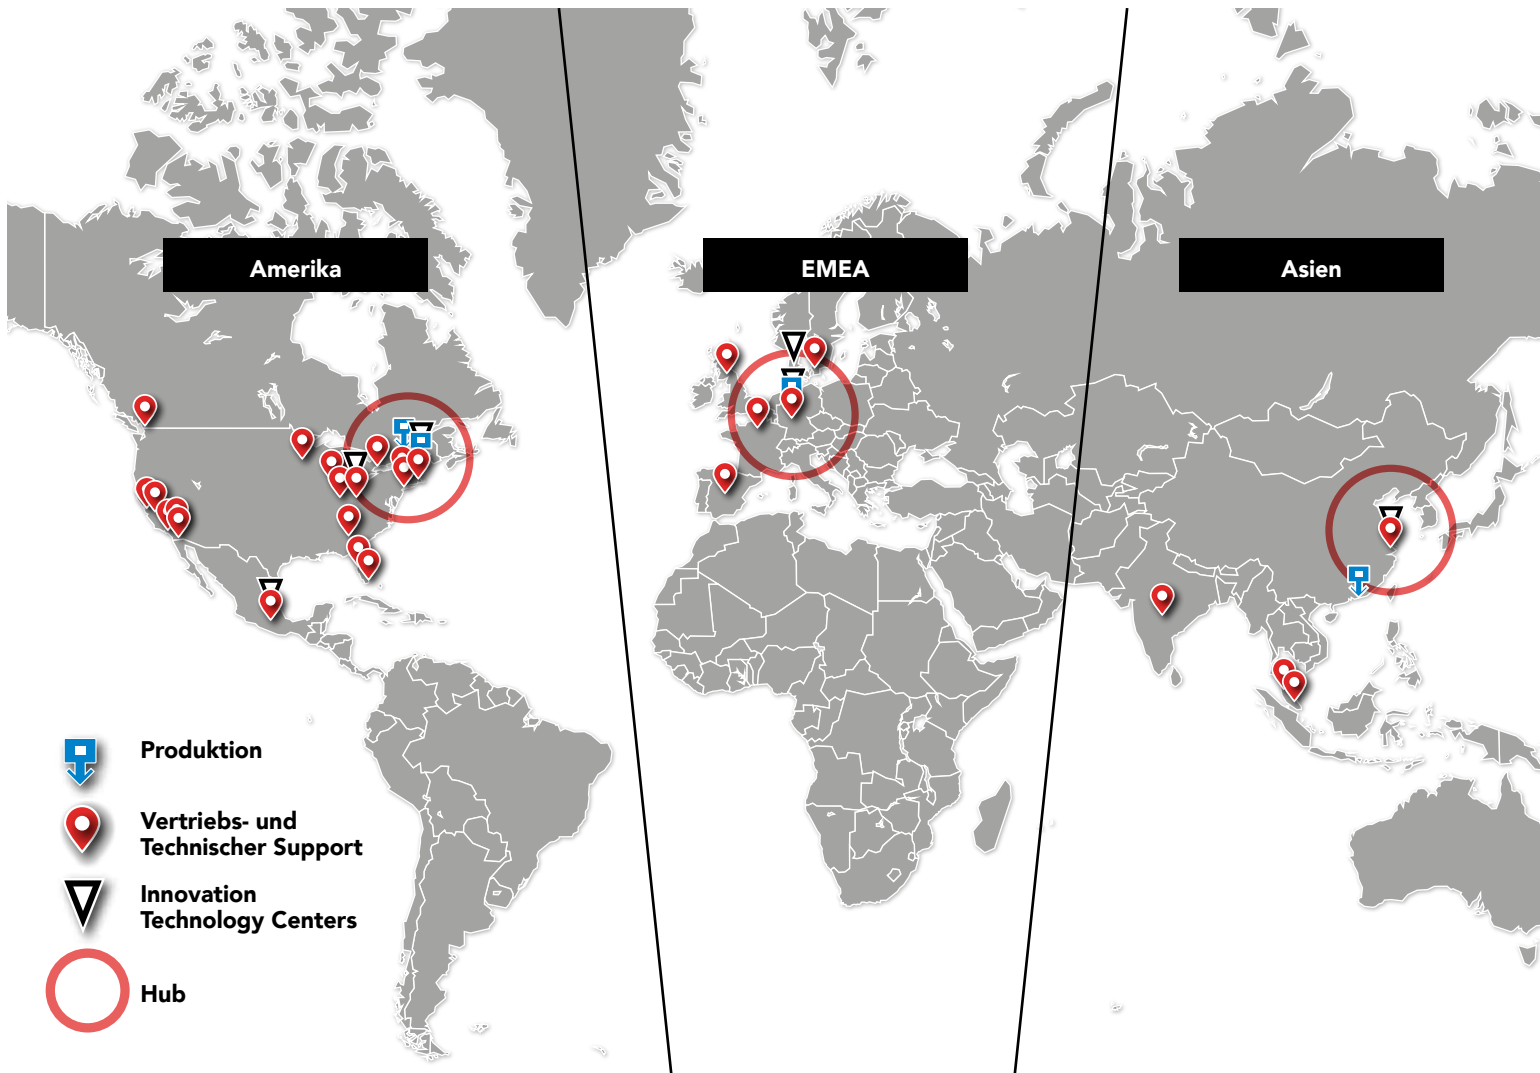 Amerika
EMEA
Asien
Produktion
Vertriebs- und
Technischer Support
Innovation
Technology Centers
Hub